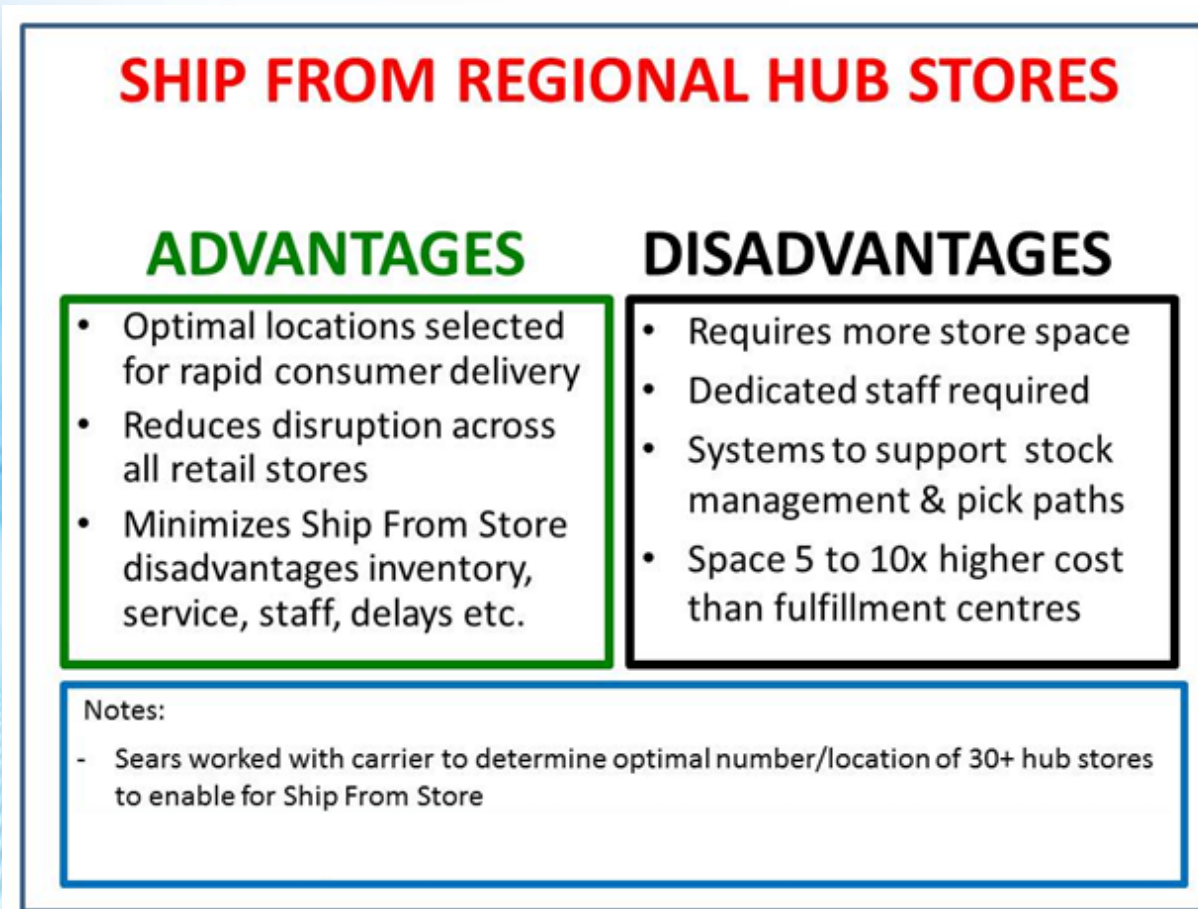 SHIP FROM REGIONAL HUB STORES
ADVANTAGES
• Optimal locations selected
for rapid consumer delivery
• Reduces disruption across
all retail stores
• Minimizes Ship From Store
disadvantages inventory,
service, staff, delays etc.
DISADVANTAGES
• Requires more store space
• Dedicated staff required
• Systems to support stock
management & pick paths
• Space 5 to 10x higher cost
than fulfillment centres
Notes:
- Sears worked with carrier to determine optimal number/location of 30+ hub stores
to enable for Ship From Store